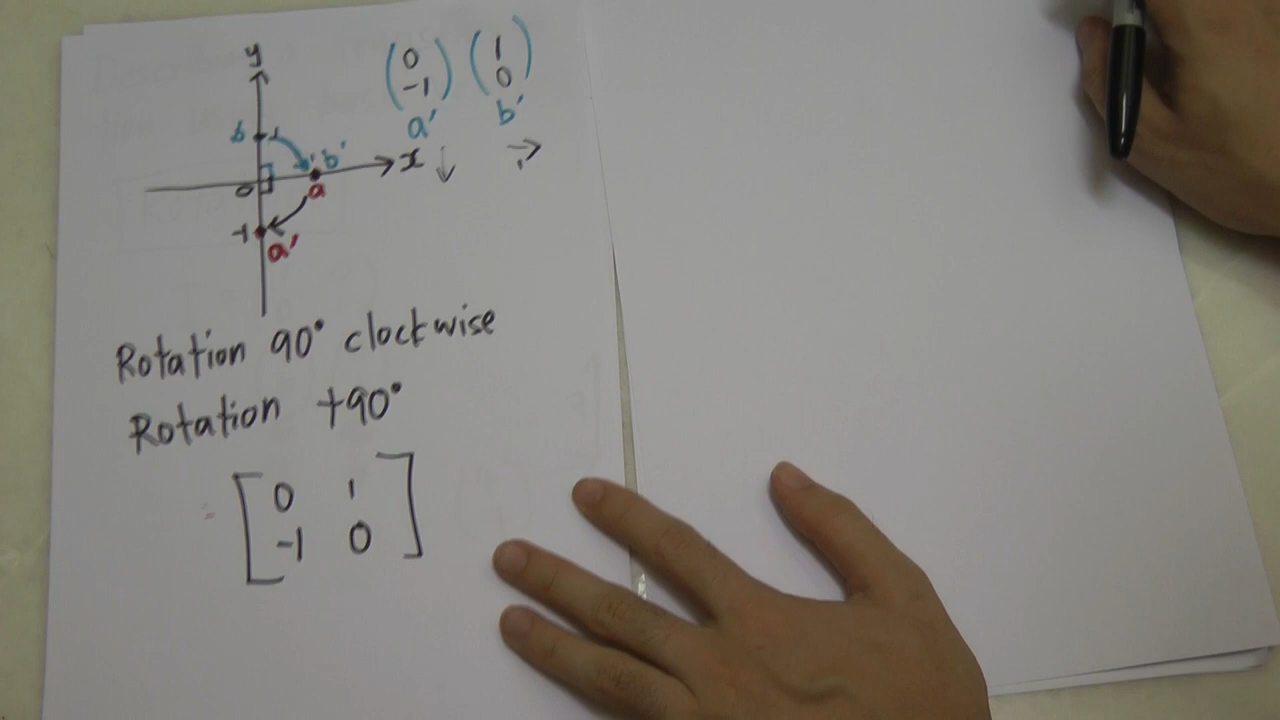 y
(0 -1) (1 0)
a' b'
b 1 b'
x
0 a
-1
a'
Rotation 90° clockwise
Rotation +90°
[0 1
-1 0]